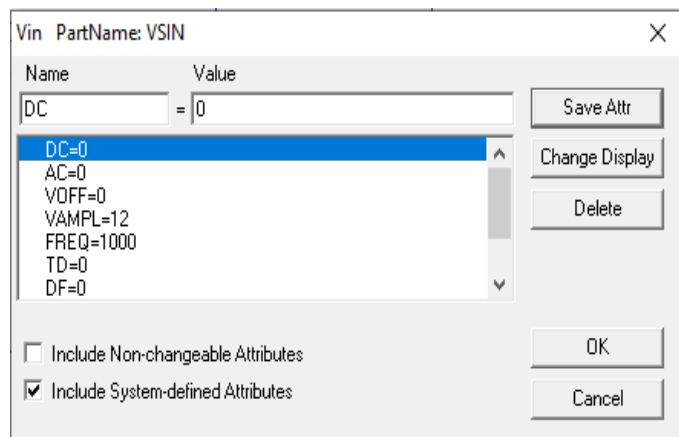 Vin PartName: VSIN
Name Value
DC = 0 Save Attr
DC=0
AC=0 Change Display
VOFF=0
VAMPL=12 Delete
FREQ=1000
TD=0
DF=0
Include Non-changeable Attributes OK
Include System-defined Attributes Cancel